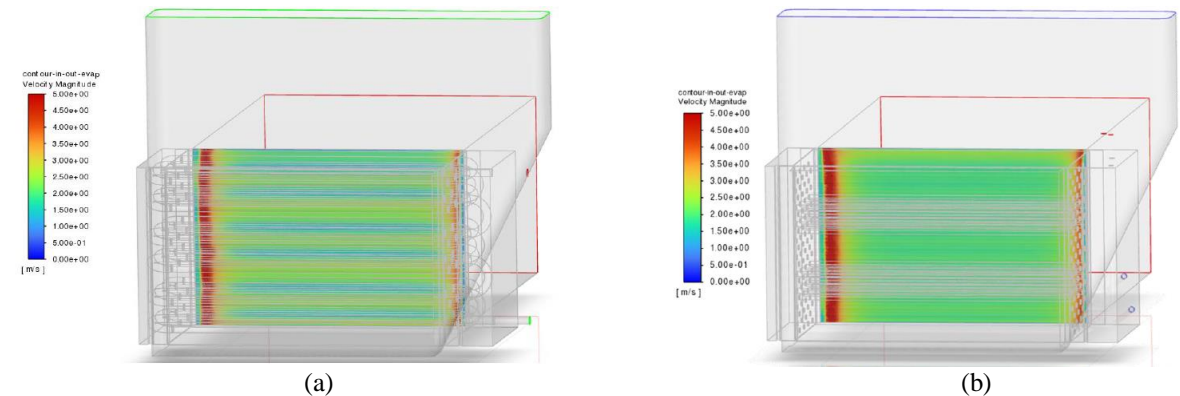 contour-in-out-evap
Velocity Magnitude
5.00e+00
4.50e+00
4.00e+00
3.50e+00
3.00e+00
2.50e+00
2.00e+00
1.50e+00
1.00e+00
5.00e-01
0.00e+00
[ m/s ]
(a)
contour-in-out-evap
Velocity Magnitude
5.00e+00
4.50e+00
4.00e+00
3.50e+00
3.00e+00
2.50e+00
2.00e+00
1.50e+00
1.00e+00
5.00e-01
0.00e+00
[ m/s ]
(b)